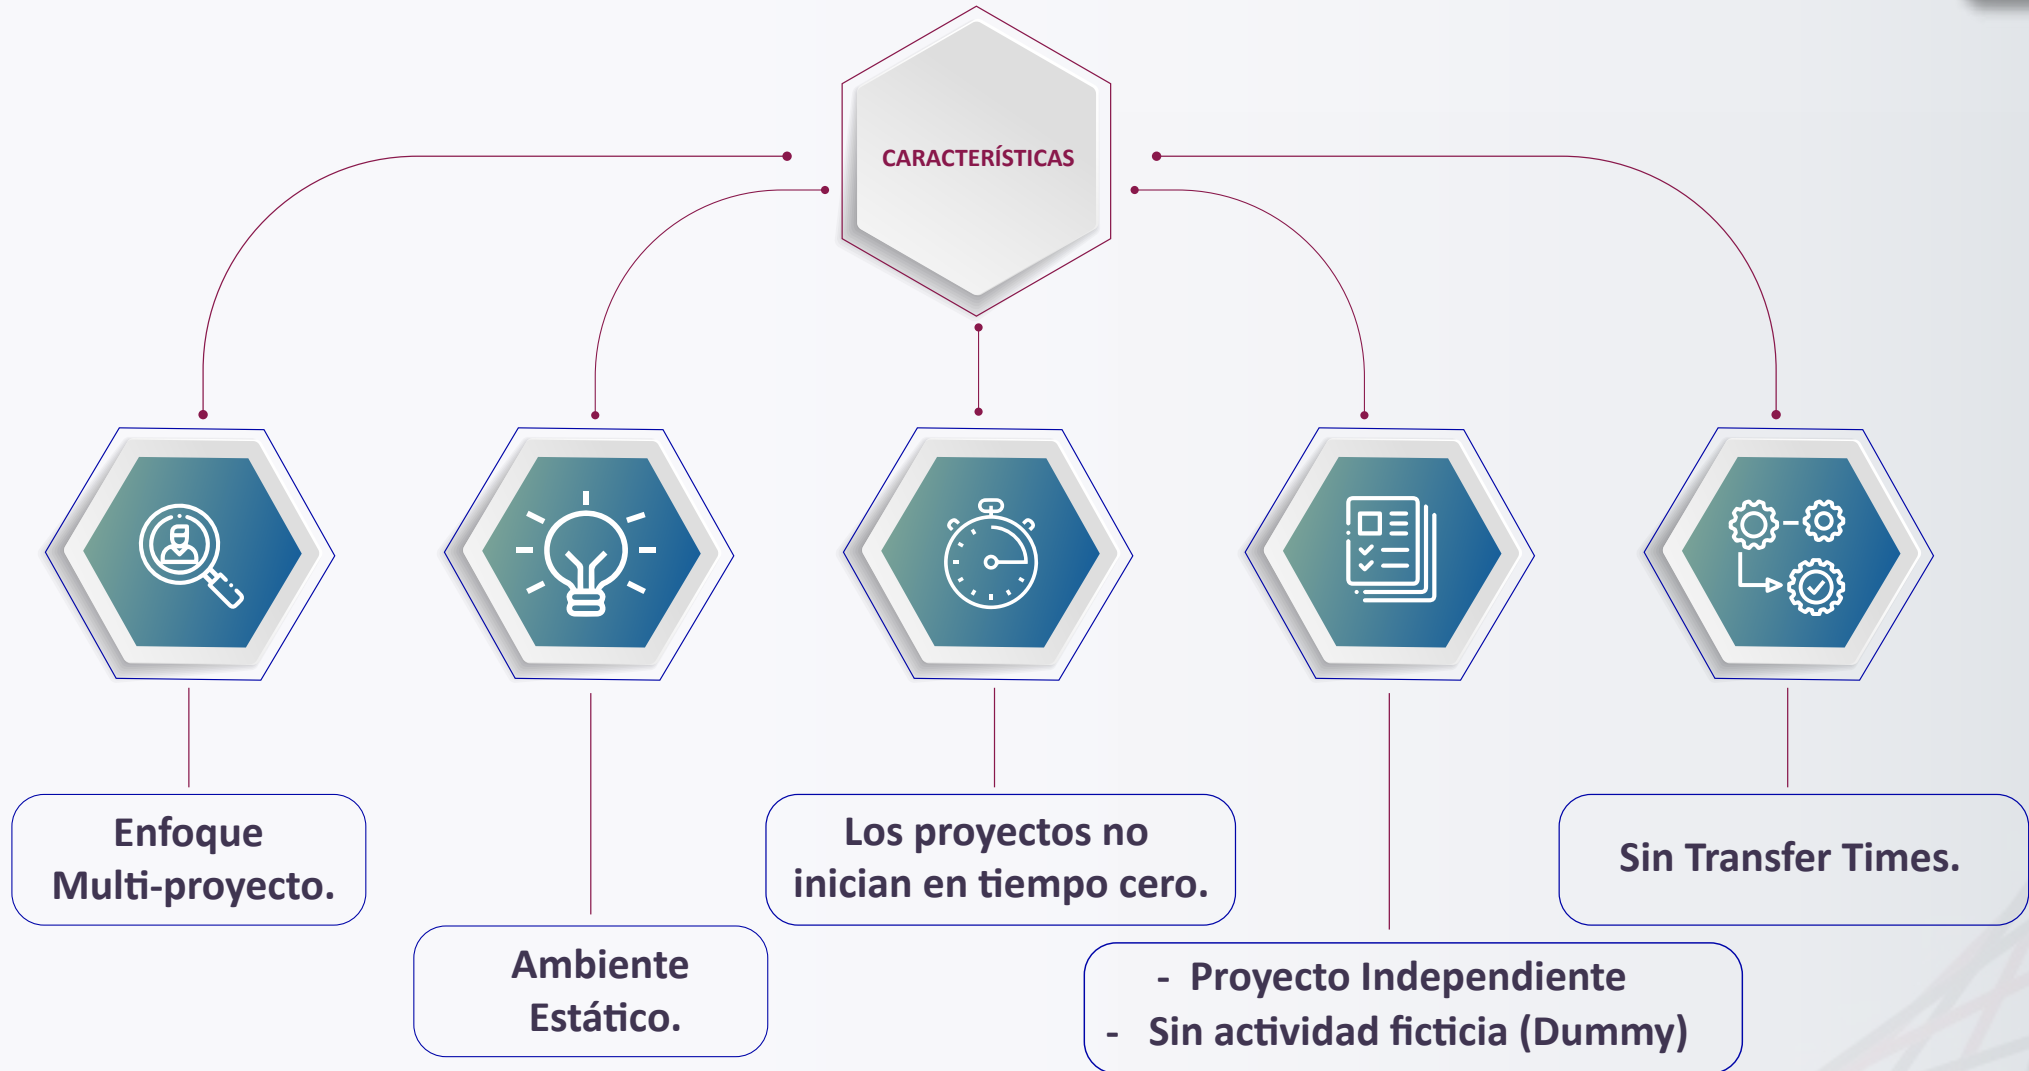 CARACTERÍSTICAS
Enfoque
Multi-proyecto.
Ambiente
Estático.
Los proyectos no
inician en tiempo cero.
- Proyecto Independiente
- Sin actividad ficticia (Dummy)
Sin Transfer Times.